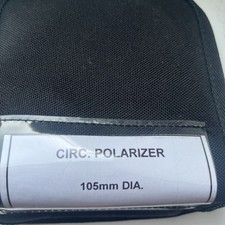 CIRC. POLARIZER
105mm DIA.